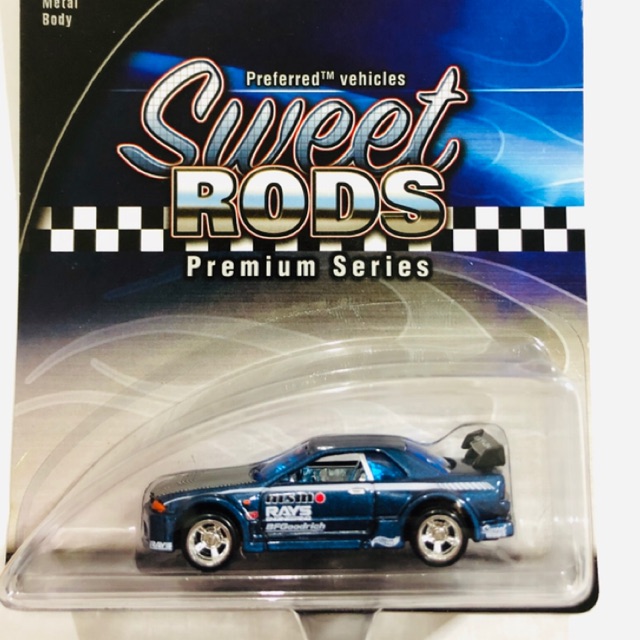 Metal
Body
Preferred™ vehicles
Sweet
RODS
Premium Series
nismo
RAYS
BFGoodrich